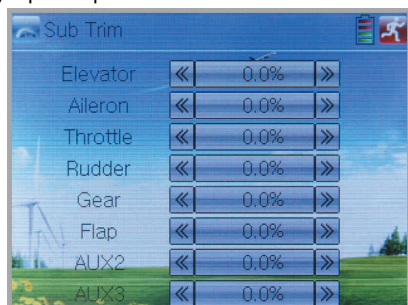 Sub Trim
Elevator « 0.0% »
Aileron « 0.0% »
Throttle « 0.0% »
Rudder « 0.0% »
Gear « 0.0% »
Flap « 0.0% »
AUX2 « 0.0% »
AUX3 « 0.0% »